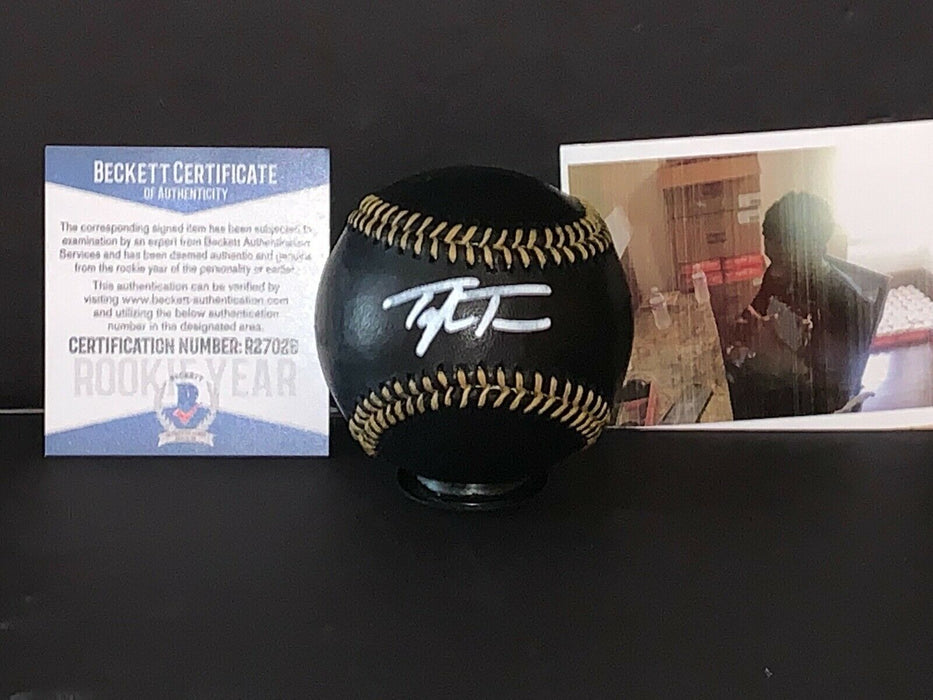 BECKETT CERTIFICATE
OF AUTHENTICITY
The corresponding signed item has been subjected to
examination by an expert from Beckett Authentication
Services and has been deemed authentic and genuine
from the rookie year of the personality or earlier.
This authentication can be verified by
visiting www.beckett-authentication.com
and utilizing the below authentication
number in the designated area.
CERTIFICATION NUMBER: R27028
ROOKIE YEAR
BECKETT
B